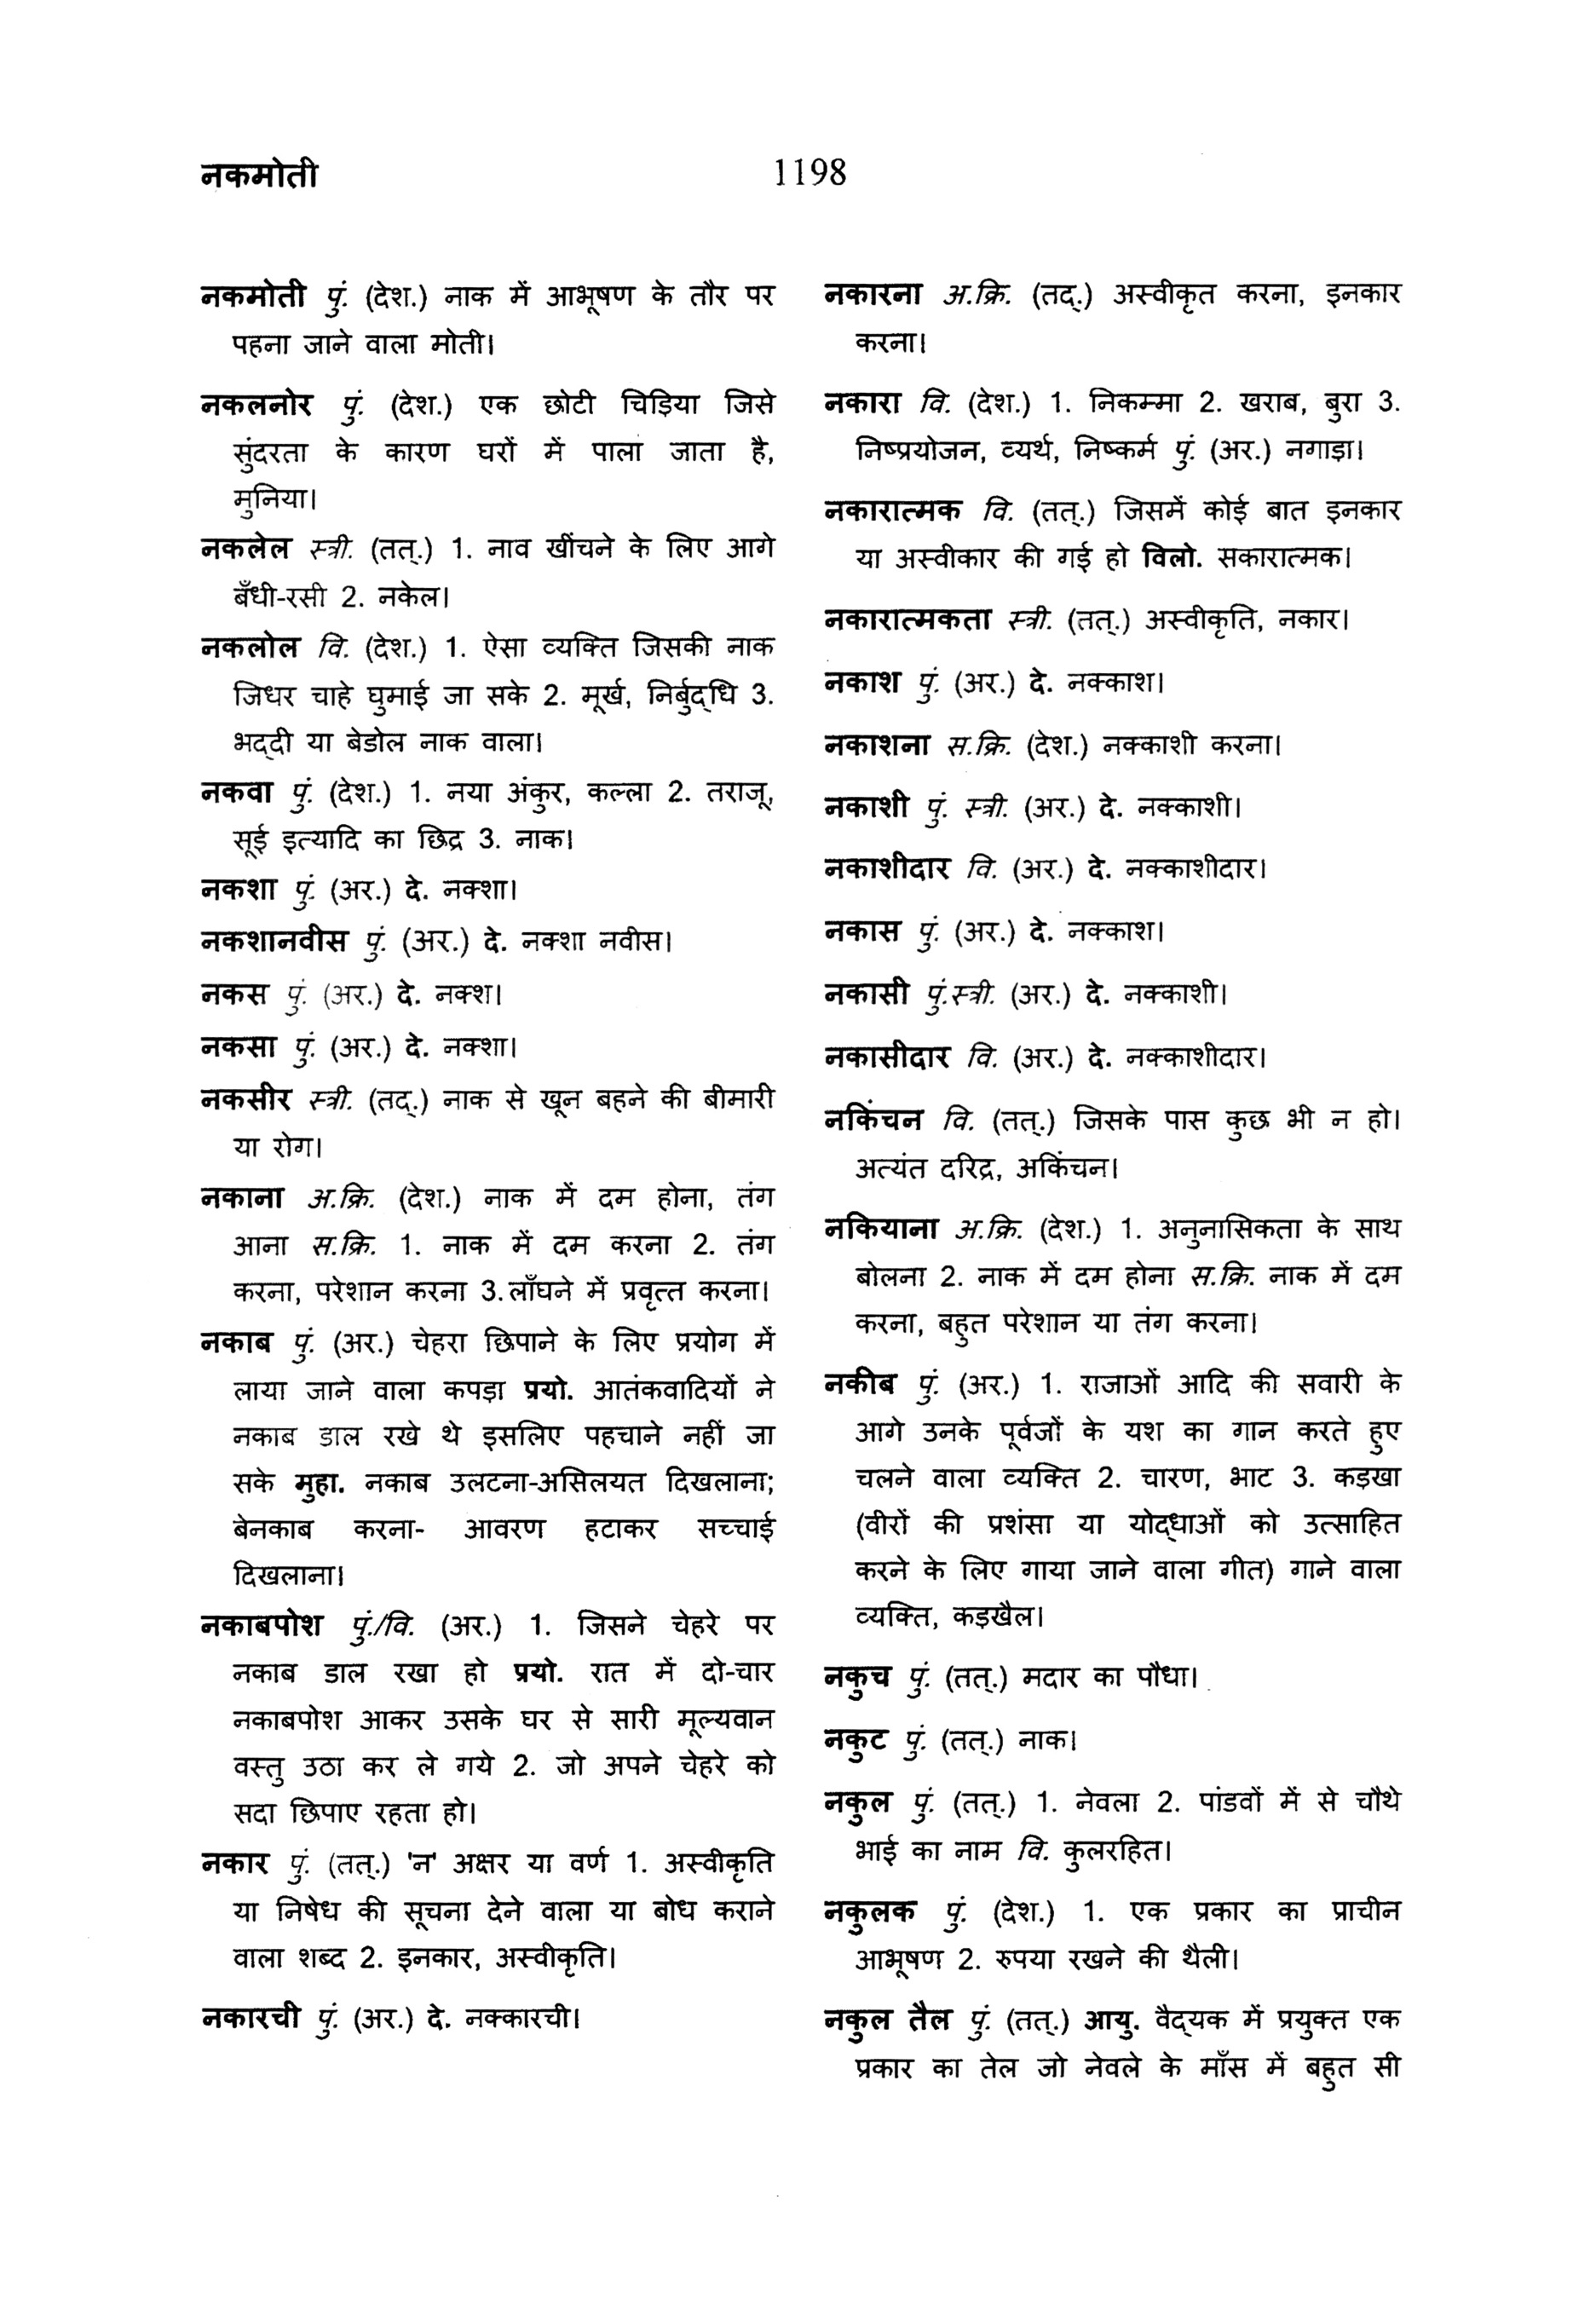 नकमोती
1198
नकमोती पुं. (देश.) नाक में आभूषण के तौर पर
पहना जाने वाला मोती।
नकलनोर पुं. (देश.) एक छोटी चिड़िया जिसे
सुंदरता के कारण घरों में पाला जाता है,
मुनिया।
नकलेल स्त्री. (तत्.) 1. नाव खींचने के लिए आगे
बँधी-रसी 2. नकेल।
नकलोल वि. (देश.) 1. ऐसा व्यक्ति जिसकी नाक
जिधर चाहे घुमाई जा सके 2. मूर्ख, निर्बुद्धि 3.
भद्दी या बेडोल नाक वाला।
नकवा पुं. (देश.) 1. नया अंकुर, कल्ला 2. तराजू,
सूई इत्यादि का छिद्र 3. नाक।
नकशा पुं. (अर.) दे. नक्शा।
नकशानवीस पुं. (अर.) दे. नक्शा नवीस।
नकस पुं. (अर.) दे. नक्श।
नकसा पुं. (अर.) दे. नक्शा।
नकसीर स्त्री. (तद्.) नाक से खून बहने की बीमारी
या रोग।
नकाना अ.क्रि. (देश.) नाक में दम होना, तंग
आना स.क्रि. 1. नाक में दम करना 2. तंग
करना, परेशान करना 3.लाँघने में प्रवृत्त करना।
नकाब पुं. (अर.) चेहरा छिपाने के लिए प्रयोग में
लाया जाने वाला कपड़ा प्रयो. आतंकवादियों ने
नकाब डाल रखे थे इसलिए पहचाने नहीं जा
सके मुहा. नकाब उलटना-असिलयत दिखलाना;
बेनकाब करना- आवरण हटाकर सच्चाई
दिखलाना।
नकाबपोश पुं./वि. (अर.) 1. जिसने चेहरे पर
नकाब डाल रखा हो प्रयो. रात में दो-चार
नकाबपोश आकर उसके घर से सारी मूल्यवान
वस्तु उठा कर ले गये 2. जो अपने चेहरे को
सदा छिपाए रहता हो।
नकार पुं. (तत्.) 'न' अक्षर या वर्ण 1. अस्वीकृति
या निषेध की सूचना देने वाला या बोध कराने
वाला शब्द 2. इनकार, अस्वीकृति।
नकारची पुं. (अर.) दे. नक्कारची।
नकारना अ.क्रि. (तद्.) अस्वीकृत करना, इनकार
करना।
नकारा वि. (देश.) 1. निकम्मा 2. खराब, बुरा 3.
निष्प्रयोजन, व्यर्थ, निष्कर्म पुं. (अर.) नगाड़ा।
नकारात्मक वि. (तत्.) जिसमें कोई बात इनकार
या अस्वीकार की गई हो विलो. सकारात्मक।
नकारात्मकता स्त्री. (तत्.) अस्वीकृति, नकार।
नकाश पुं. (अर.) दे. नक्काश।
नकाशना स.क्रि. (देश.) नक्काशी करना।
नकाशी पुं. स्त्री. (अर.) दे. नक्काशी।
नकाशीदार वि. (अर.) दे. नक्काशीदार।
नकास पुं. (अर.) दे. नक्काश।
नकासी पुं.स्त्री. (अर.) दे. नक्काशी।
नकासीदार वि. (अर.) दे. नक्काशीदार।
नकिंचन वि. (तत्.) जिसके पास कुछ भी न हो।
अत्यंत दरिद्र, अकिंचन।
नकियाना अ.क्रि. (देश.) 1. अनुनासिकता के साथ
बोलना 2. नाक में दम होना स.क्रि. नाक में दम
करना, बहुत परेशान या तंग करना।
नकीब पुं. (अर.) 1. राजाओं आदि की सवारी के
आगे उनके पूर्वजों के यश का गान करते हुए
चलने वाला व्यक्ति 2. चारण, भाट 3. कड़खा
(वीरों की प्रशंसा या योद्धाओं को उत्साहित
करने के लिए गाया जाने वाला गीत) गाने वाला
व्यक्ति, कड़खैल।
नकुच पुं. (तत्.) मदार का पौधा।
नकुट पुं. (तत्.) नाक।
नकुल पुं. (तत्.) 1. नेवला 2. पांडवों में से चौथे
भाई का नाम वि. कुलरहित।
नकुलक पुं. (देश.) 1. एक प्रकार का प्राचीन
आभूषण 2. रुपया रखने की थैली।
नकुल तैल पुं. (तत्.) आयु. वैद्यक में प्रयुक्त एक
प्रकार का तेल जो नेवले के माँस में बहुत सी